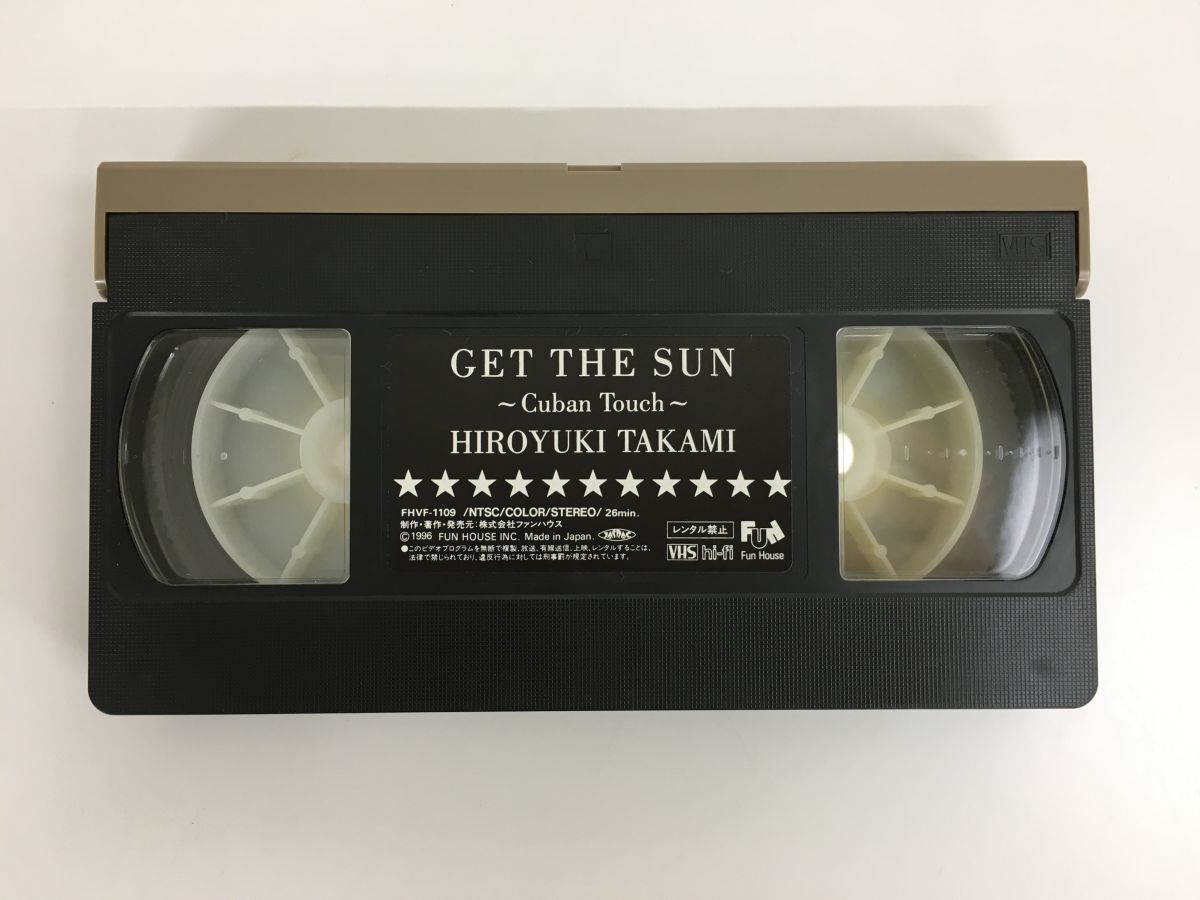 VHS
GET THE SUN
~Cuban Touch~
HIROYUKI TAKAMI
★★★★★★★★★★★
FHVF-1109 /NTSC/COLOR/STEREO/ 26min.
制作・著作・発売元：株式会社ファンハウス
©1996 FUN HOUSE INC. Made in Japan.
●このビデオプログラムを無断で複製、放送、有線送信、上映、レンタルすることは、
法律で禁じられており、違反行為に対しては刑事罰が規定されています。
レンタル禁止
VHS hi-fi
Fun
Fun House